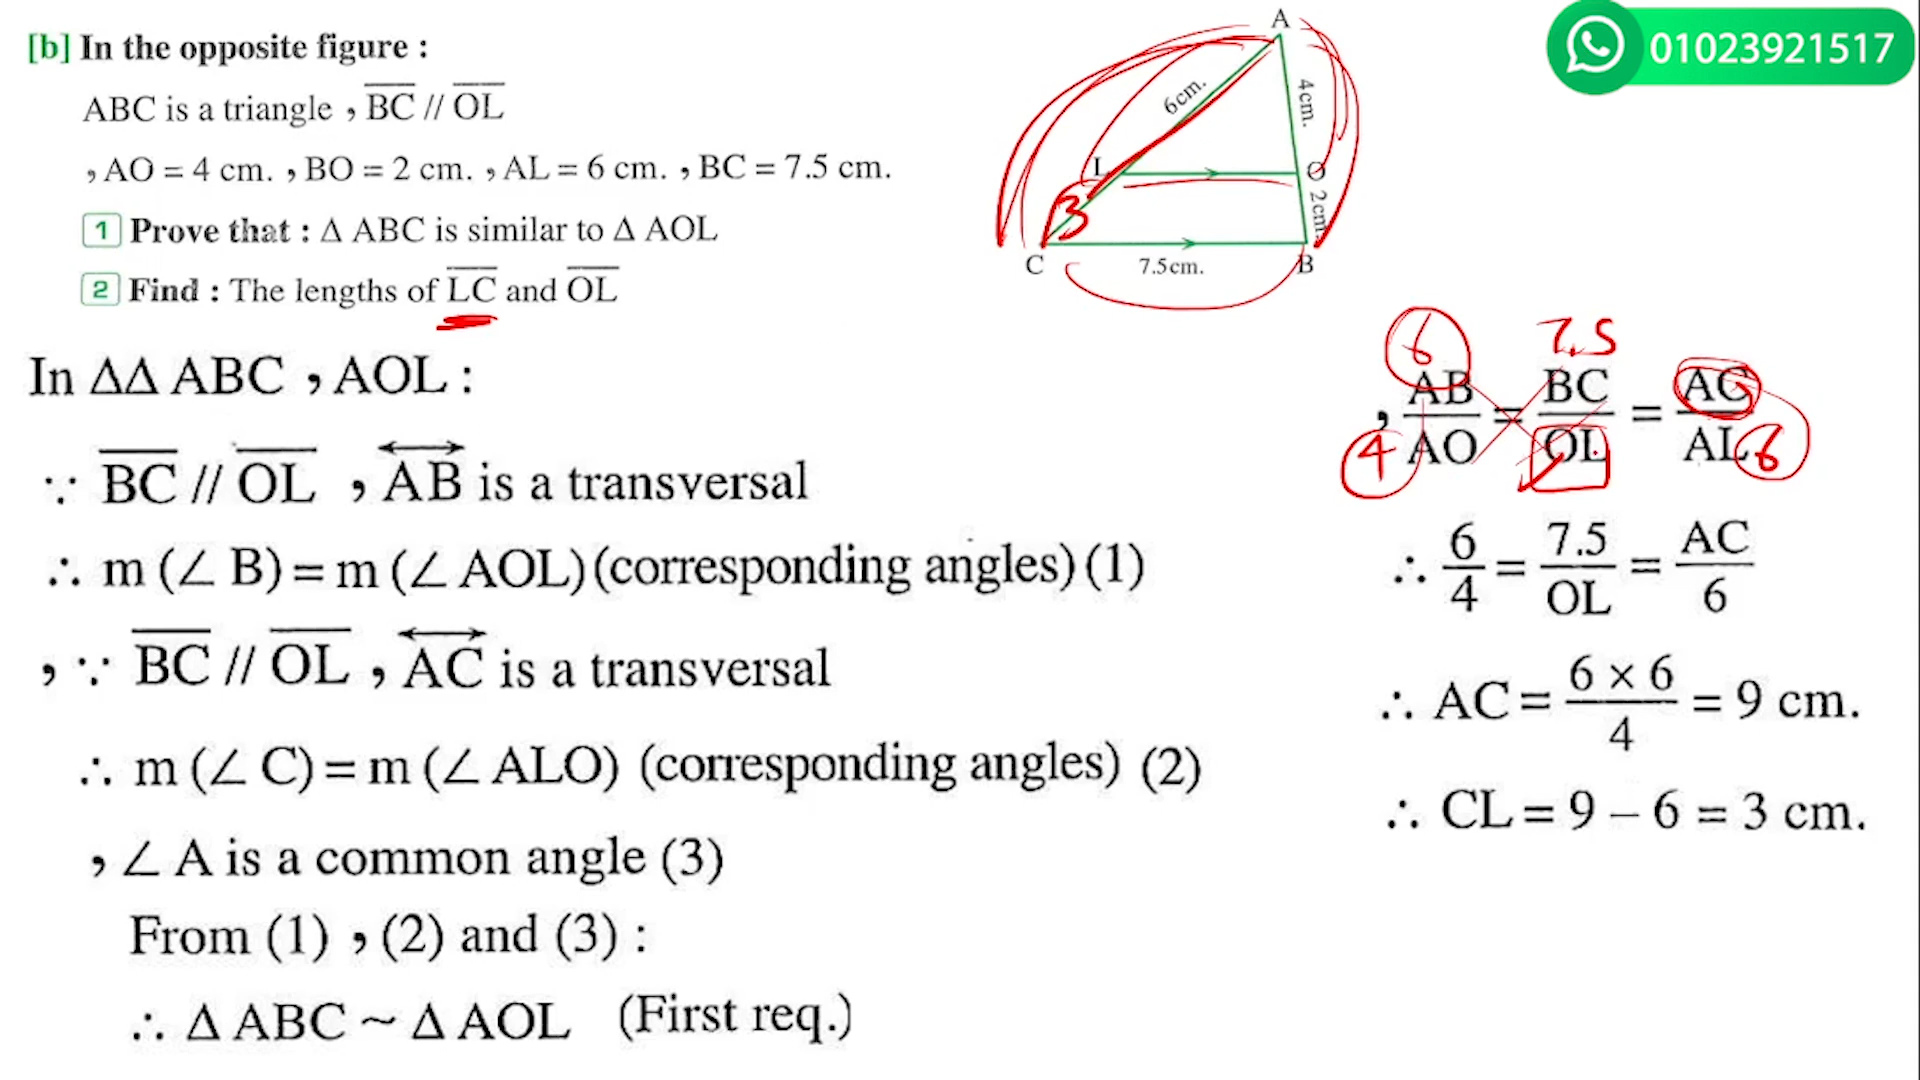 01023921517
[b] In the opposite figure :
ABC is a triangle , BC // OL
, AO = 4 cm. , BO = 2 cm. , AL = 6 cm. , BC = 7.5 cm.
1 Prove that : Δ ABC is similar to Δ AOL
2 Find : The lengths of LC and OL
A
6cm.
4cm.
L
O
2cm.
3
C
7.5cm.
B
In ΔΔ ABC , AOL :
∵ BC // OL , AB is a transversal
∴ m (∠ B) = m (∠ AOL) (corresponding angles) (1)
, ∵ BC // OL , AC is a transversal
∴ m (∠ C) = m (∠ ALO) (corresponding angles) (2)
, ∠ A is a common angle (3)
From (1) , (2) and (3) :
∴ Δ ABC ~ Δ AOL (First req.)
6 7.5
, AB/AO = BC/OL = AC/AL
4 6
∴ 6/4 = 7.5/OL = AC/6
∴ AC = 6 × 6/4 = 9 cm.
∴ CL = 9 – 6 = 3 cm.